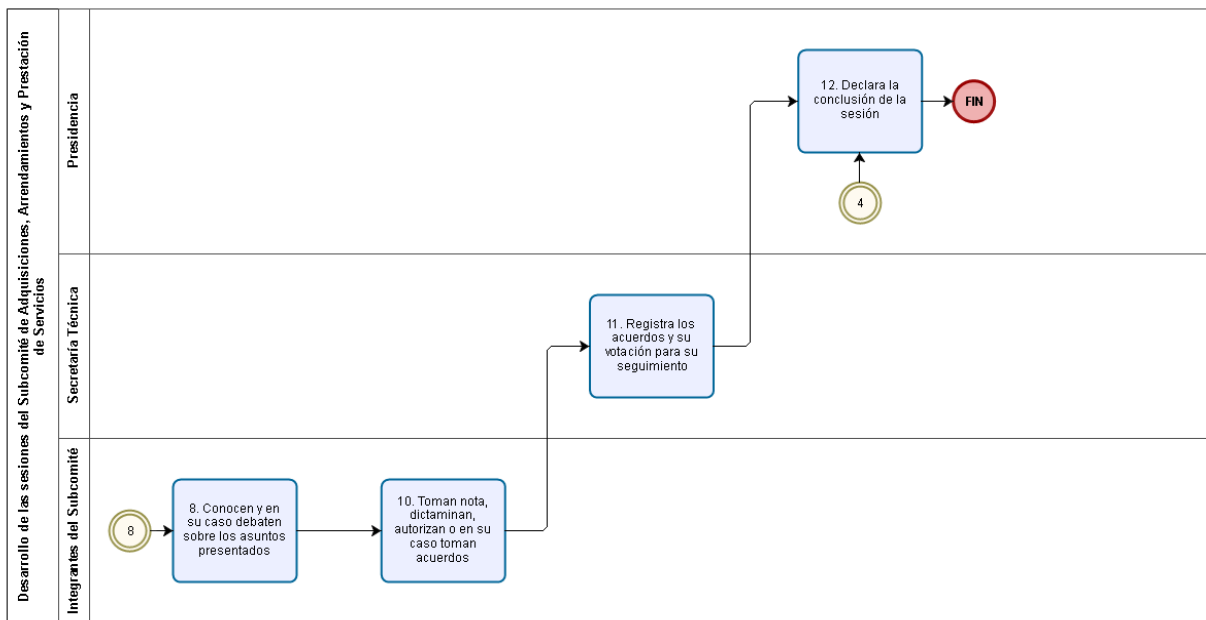 Desarrollo de las sesiones del Subcomité de Adquisiciones, Arrendamientos y Prestación
de Servicios
Presidencia
12. Declara la
conclusión de la
sesión
FIN
4
Secretaría Técnica
11. Registra los
acuerdos y su
votación para su
seguimiento
Integrantes del Subcomité
8
8. Conocen y en
su caso debaten
sobre los asuntos
presentados
10. Toman nota,
dictaminan,
autorizan o en su
caso toman
acuerdos